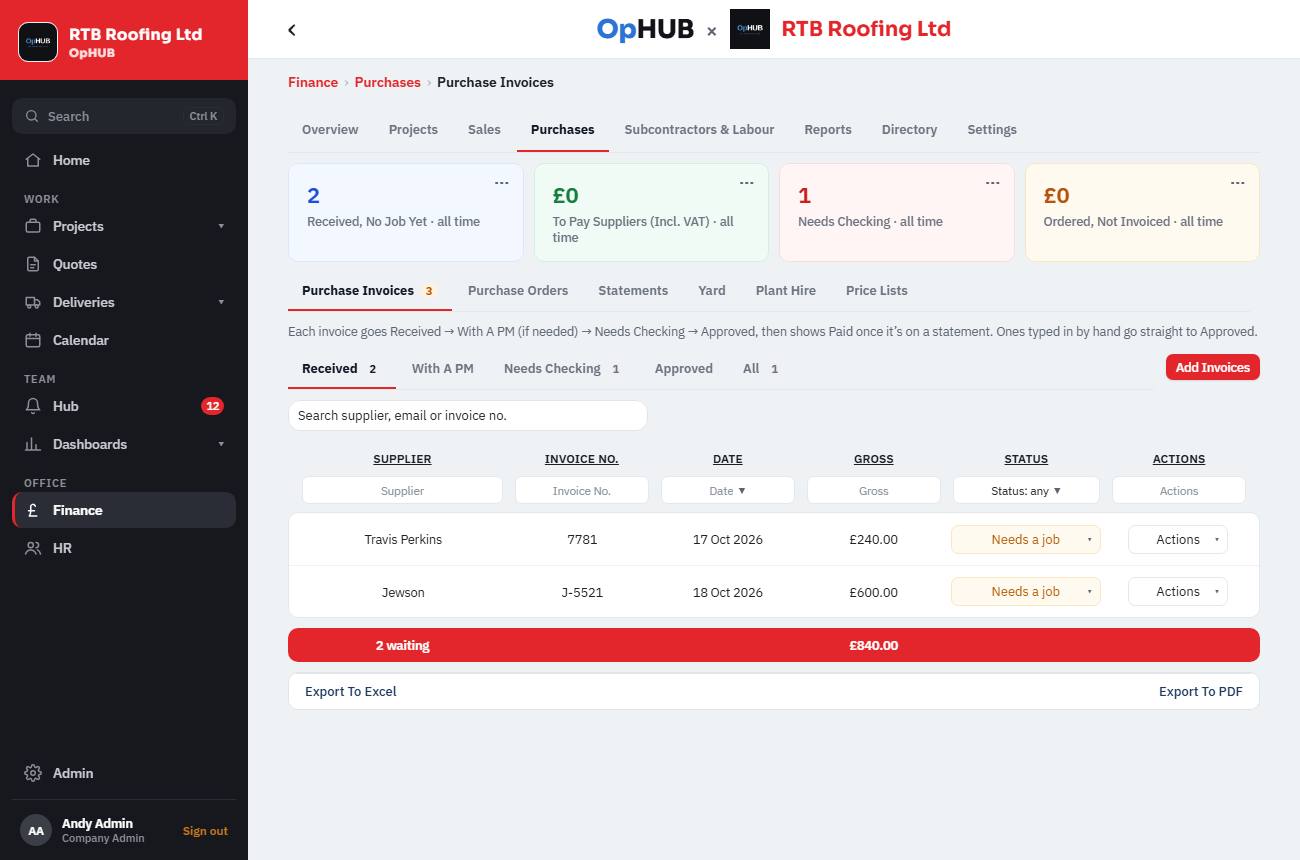 RTB Roofing Ltd
OpHUB
Search
Ctrl K
Home
WORK
Projects
Quotes
Deliveries
Calendar
TEAM
Hub
12
Dashboards
OFFICE
£ Finance
HR
Admin
AA
Andy Admin
Company Admin
Sign out
OpHUB × OpHUB RTB Roofing Ltd
Finance › Purchases › Purchase Invoices
Overview Projects Sales Purchases Subcontractors & Labour Reports Directory Settings
2
Received, No Job Yet · all time
£0
To Pay Suppliers (Incl. VAT) · all
time
1
Needs Checking · all time
£0
Ordered, Not Invoiced · all time
Purchase Invoices 3 Purchase Orders Statements Yard Plant Hire Price Lists
Each invoice goes Received → With A PM (if needed) → Needs Checking → Approved, then shows Paid once it's on a statement. Ones typed in by hand go straight to Approved.
Received 2 With A PM Needs Checking 1 Approved All 1
Add Invoices
Search supplier, email or invoice no.
SUPPLIER INVOICE NO. DATE GROSS STATUS ACTIONS
Supplier Invoice No. Date ▼ Gross Status: any ▼ Actions
Travis Perkins 7781 17 Oct 2026 £240.00 Needs a job Actions
Jewson J-5521 18 Oct 2026 £600.00 Needs a job Actions
2 waiting £840.00
Export To Excel Export To PDF